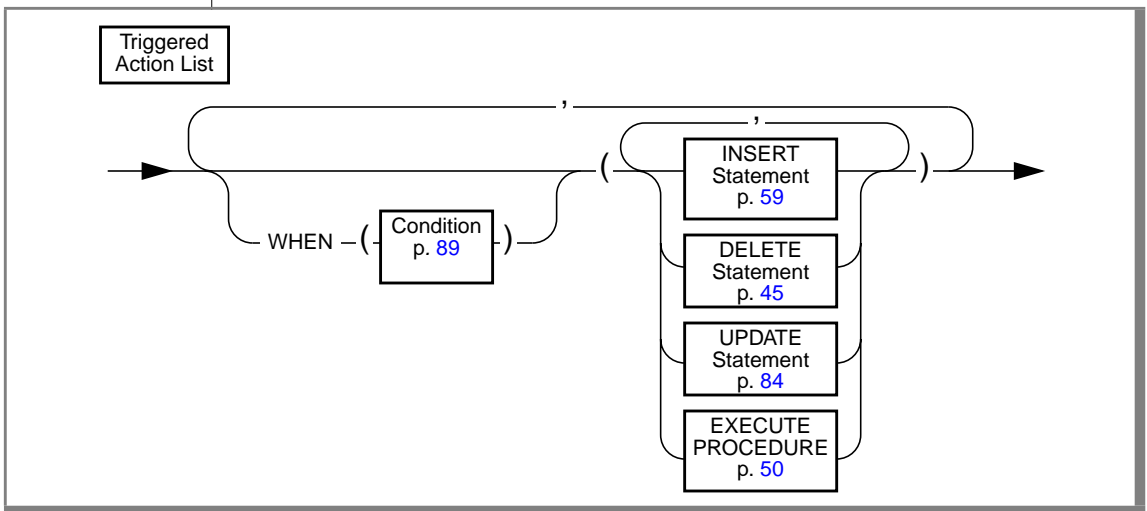 Triggered
Action List
,
,
(
INSERT
Statement
p. 59
)
WHEN
(
Condition
p. 89
)
DELETE
Statement
p. 45
UPDATE
Statement
p. 84
EXECUTE
PROCEDURE
p. 50